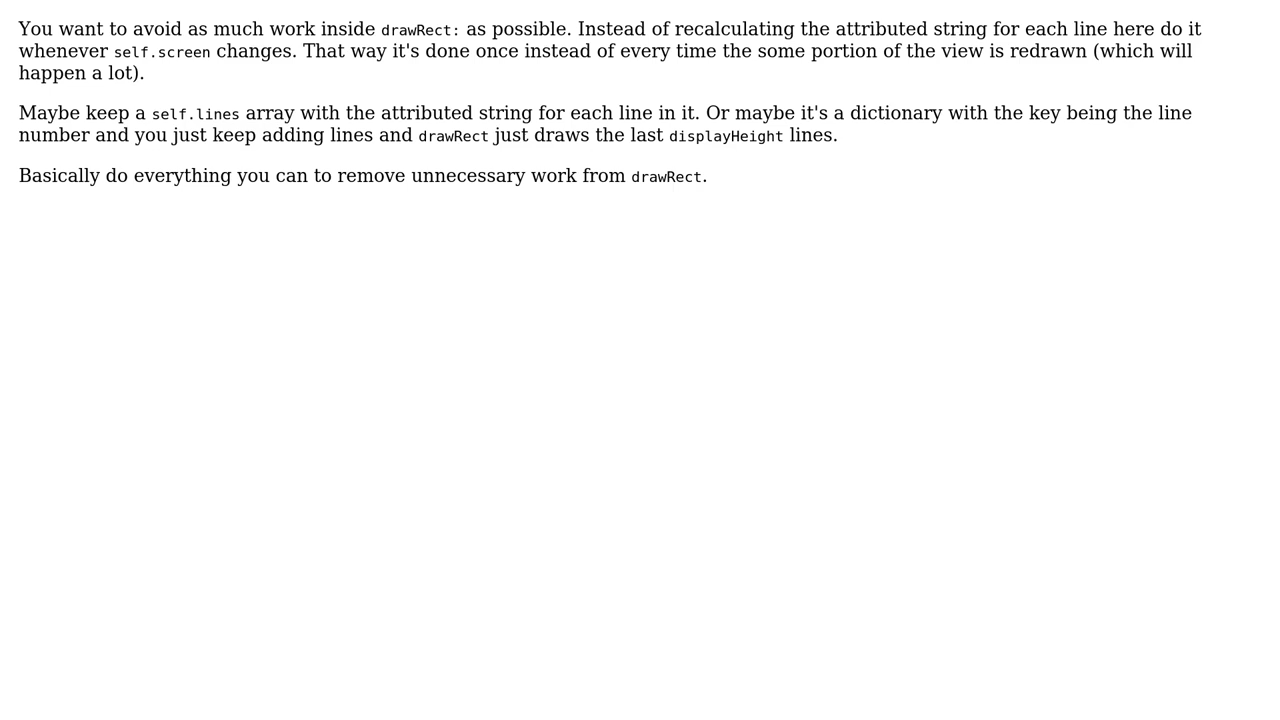 You want to avoid as much work inside drawRect: as possible. Instead of recalculating the attributed string for each line here do it
whenever self.screen changes. That way it's done once instead of every time the some portion of the view is redrawn (which will
happen a lot).
Maybe keep a self.lines array with the attributed string for each line in it. Or maybe it's a dictionary with the key being the line
number and you just keep adding lines and drawRect just draws the last displayHeight lines.
Basically do everything you can to remove unnecessary work from drawRect.